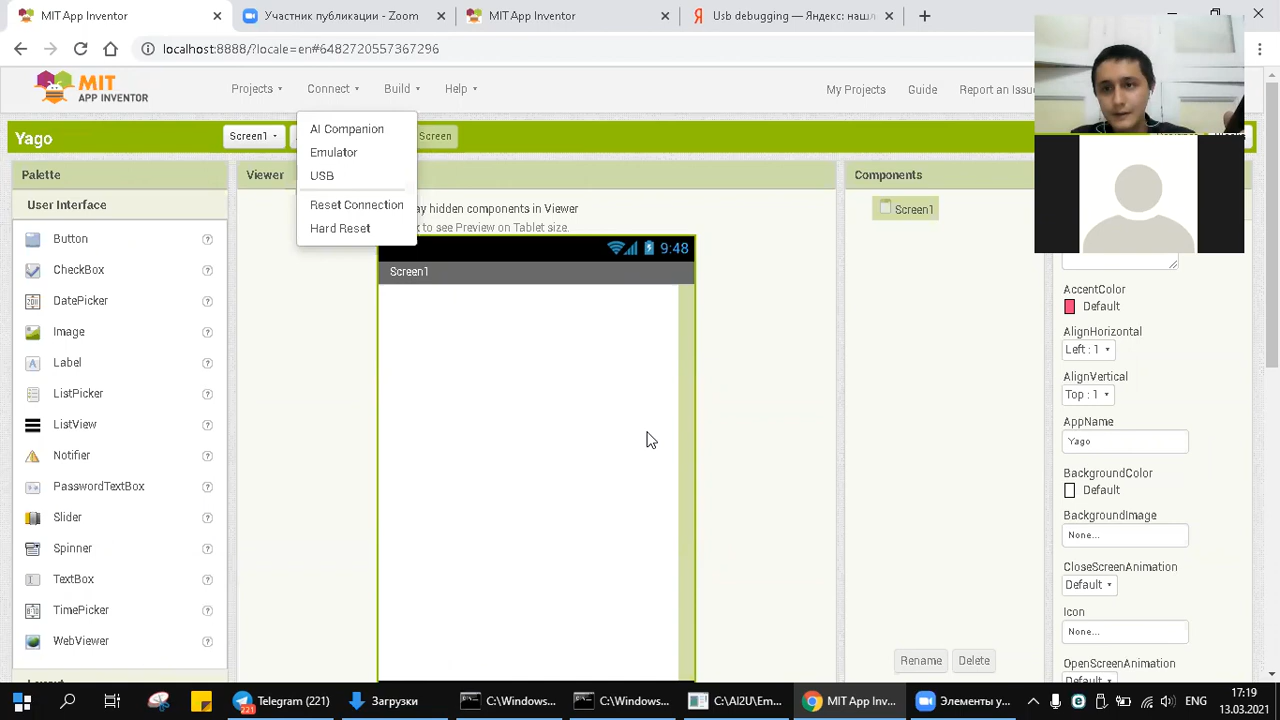 MIT App Inventor
Участник публикации - Zoom
MIT App Inventor
Usb debugging — Яндекс: нашл
localhost:8888/?locale=en#6482720557367296
MIT
APP INVENTOR
Projects
Connect
Build
Help
My Projects
Guide
Report an Issue
Yago
Screen1
Screen
AI Companion
Emulator
USB
Reset Connection
Hard Reset
Palette
Viewer
Components
User Interface
Button
CheckBox
DatePicker
Image
Label
ListPicker
ListView
Notifier
PasswordTextBox
Slider
Spinner
TextBox
TimePicker
WebViewer
hidden components in Viewer
to see Preview on Tablet size.
9:48
Screen1
Screen1
Rename
Delete
AccentColor
Default
AlignHorizontal
Left : 1
AlignVertical
Top : 1
AppName
Yago
BackgroundColor
Default
BackgroundImage
None...
CloseScreenAnimation
Default
Icon
None...
OpenScreenAnimation
Default
Telegram (221)
221
Загрузки
C:\Windows...
C:\Windows...
C:\AI2U\Em...
MIT App Inv...
Элементы у...
ENG
17:19
13.03.2021